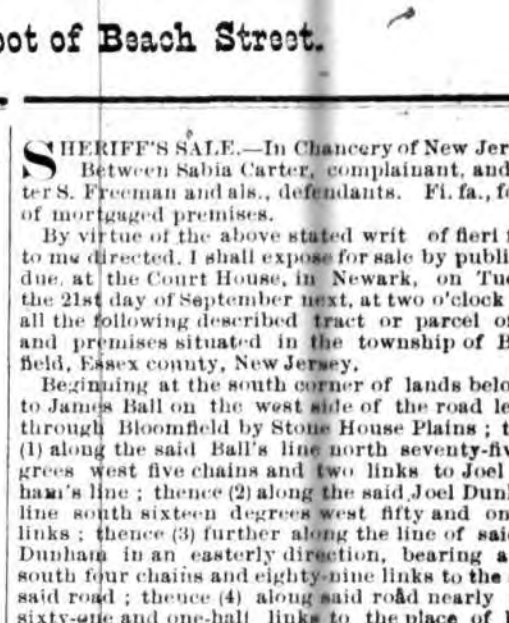 oot of Beach Street.
SHERIFF'S SALE.—In Chancery of New Jer
Between Sabia Carter, complainant, and
ter S. Freeman and als., defendants. Fi. fa., fo
of mortgaged premises.
By virtue of the above stated writ of fieri f
to me directed, I shall expose for sale by publi
due, at the Court House, in Newark, on Tue
the 21st day of September next, at two o'clock
all the following described tract or parcel of
and premises situated in the township of B
field, Essex county, New Jersey.
Beginning at the south corner of lands belo
to James Ball on the west side of the road le
through Bloomfield by Stone House Plains ; t
(1) along the said Ball's line north seventy-fiv
grees west five chains and two links to Joel
ham's line ; thence (2) along the said Joel Dunh
line south sixteen degrees west fifty and on
links ; thence (3) further along the line of said
Dunham in an easterly direction, bearing a
south four chains and eighty-nine links to the
said road ; thence (4) along said road nearly
sixty-one and one-half links to the place of b